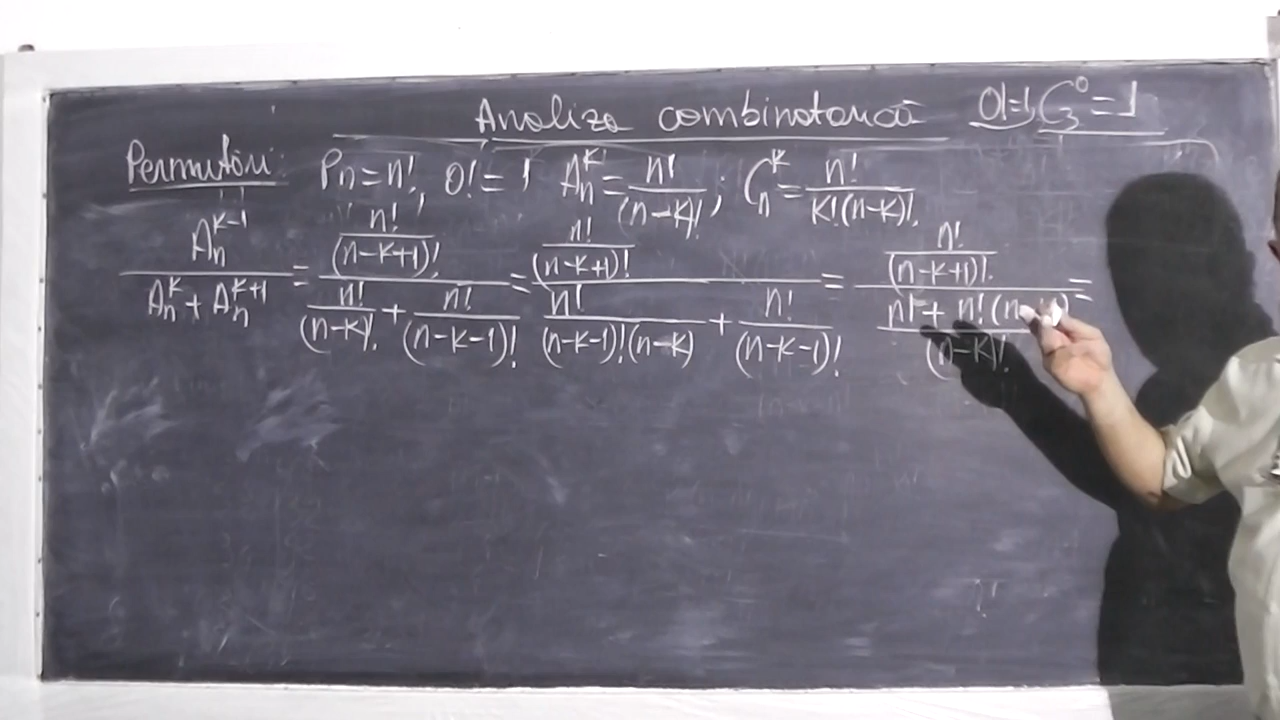 Analiza combinatorică 0!=1, C_3^0=1
Permutări: P_n=n!, 0!=1 A_n^k=n!/(n-k)!; C_n^k=n!/(k!(n-k)!)
A_n^{k-1}/(A_n^k+A_n^{k+1}) = (n!/(n-k+1)!)/(n!/(n-k)!+n!/(n-k-1)!) = (n!/(n-k+1)!)/(n!/((n-k-1)!(n-k))+n!/(n-k-1)!) = (n!/(n-k+1)!)/((n!+n!(n-k))/(n-k)!) =